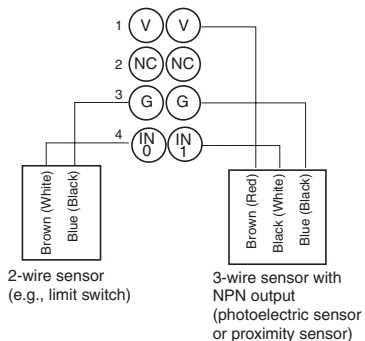 1 V V
2 NC NC
3 G G
4 IN 0 IN 1
Brown (White)
Blue (Black)
Brown (Red)
Black (White)
Blue (Black)
2-wire sensor
(e.g., limit switch)
3-wire sensor with
NPN output
(photoelectric sensor
or proximity sensor)